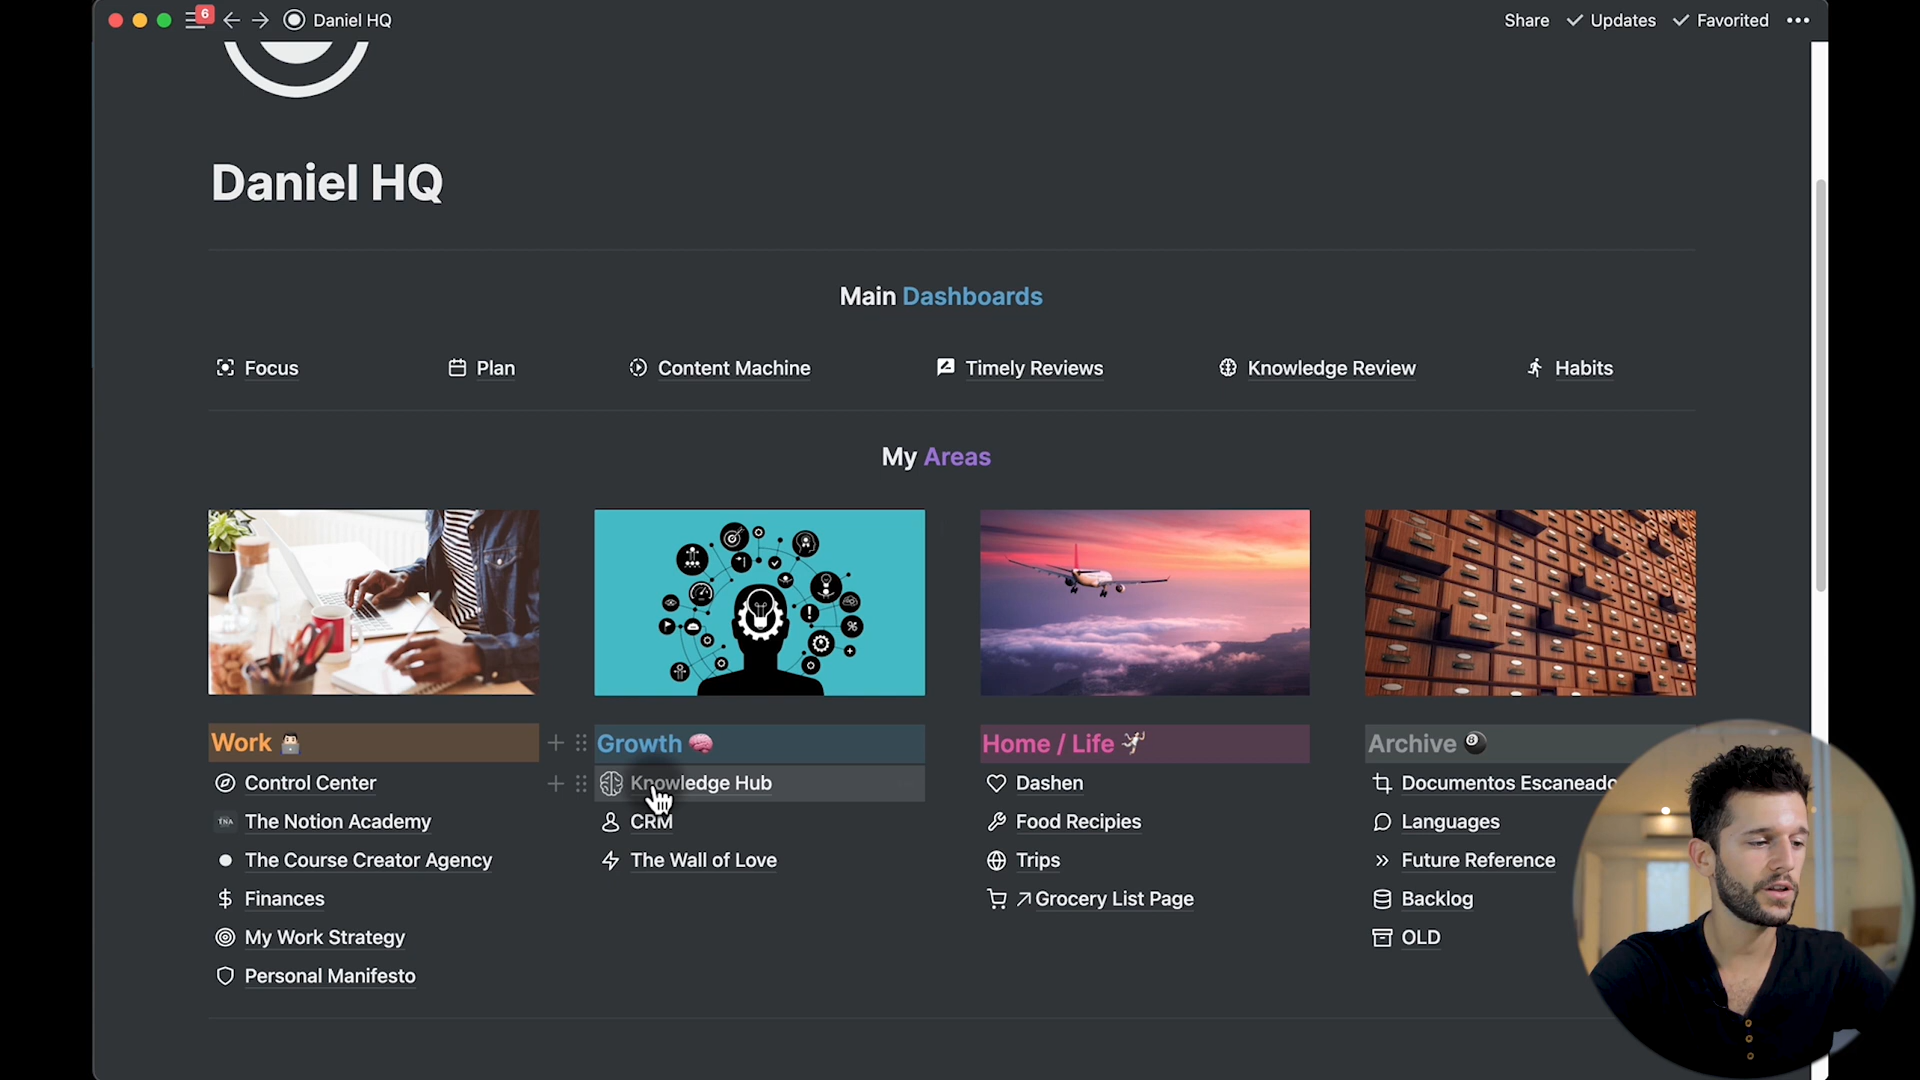 6
Daniel HQ
Share
Updates
Favorited
Daniel HQ
Main Dashboards
Focus
Plan
Content Machine
Timely Reviews
Knowledge Review
Habits
My Areas
Work
Control Center
TNA The Notion Academy
The Course Creator Agency
Finances
My Work Strategy
Personal Manifesto
Growth
Knowledge Hub
CRM
The Wall of Love
Home / Life
Dashen
Food Recipies
Trips
Grocery List Page
Archive
Documentos Escaneado
Languages
Future Reference
Backlog
OLD